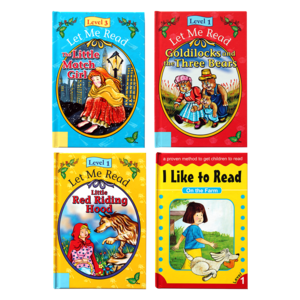 Level 3
Let Me Read
The Little
Match
Girl
Level 3
Let Me Read
Goldilocks and
the Three Bears
Level 1
Let Me Read
Little
Red Riding
Hood
a proven method to get children to read
I Like to Read
On the Farm
1